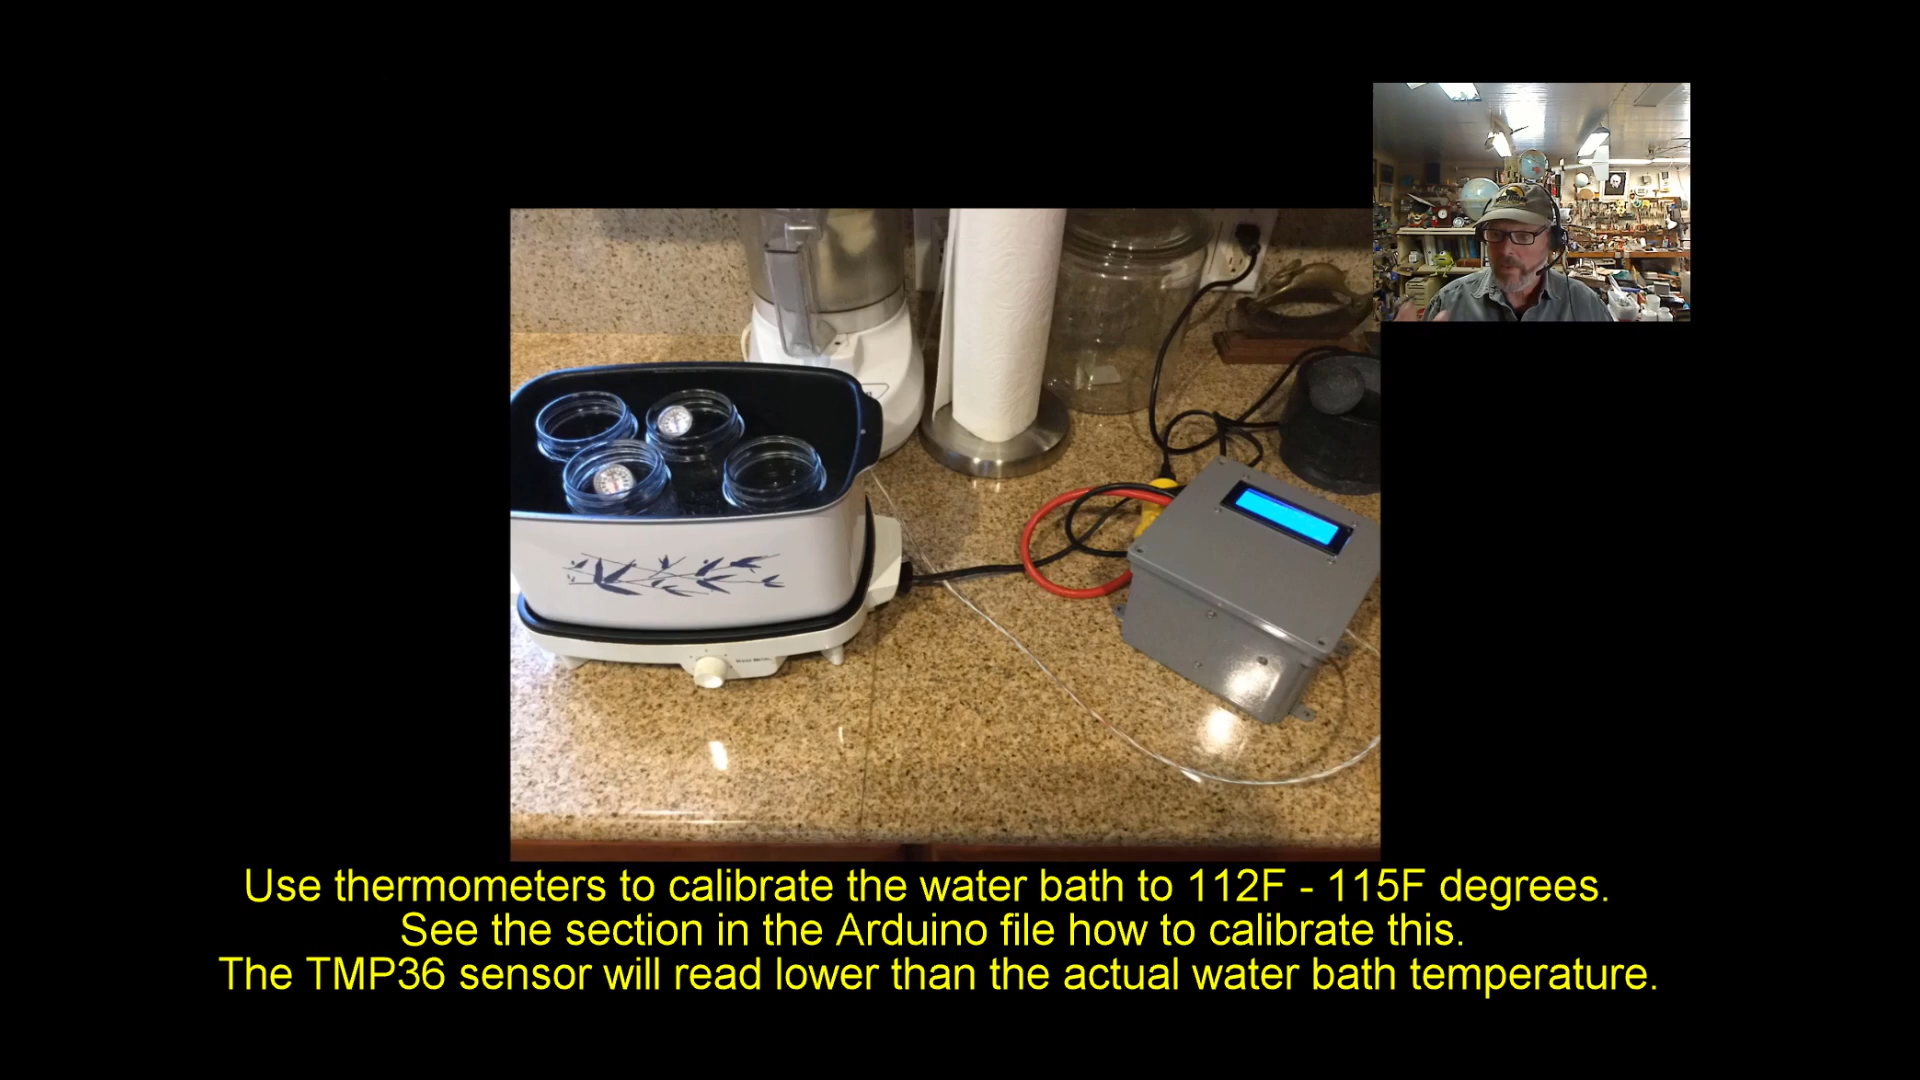 Use thermometers to calibrate the water bath to 112F - 115F degrees.
See the section in the Arduino file how to calibrate this.
The TMP36 sensor will read lower than the actual water bath temperature.